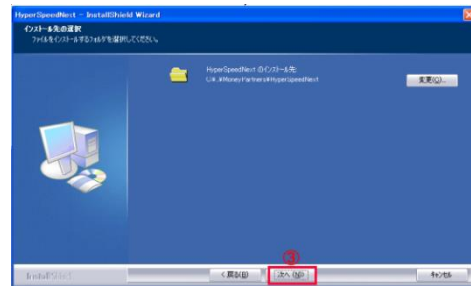 HyperSpeedNext - InstallShield Wizard
インストール先の選択
ファイルをインストールするフォルダを選択してください。
HyperSpeedNext のインストール先:
変更(C)...
③
InstallShield
< 戻る(B)
次へ(N)>
キャンセル